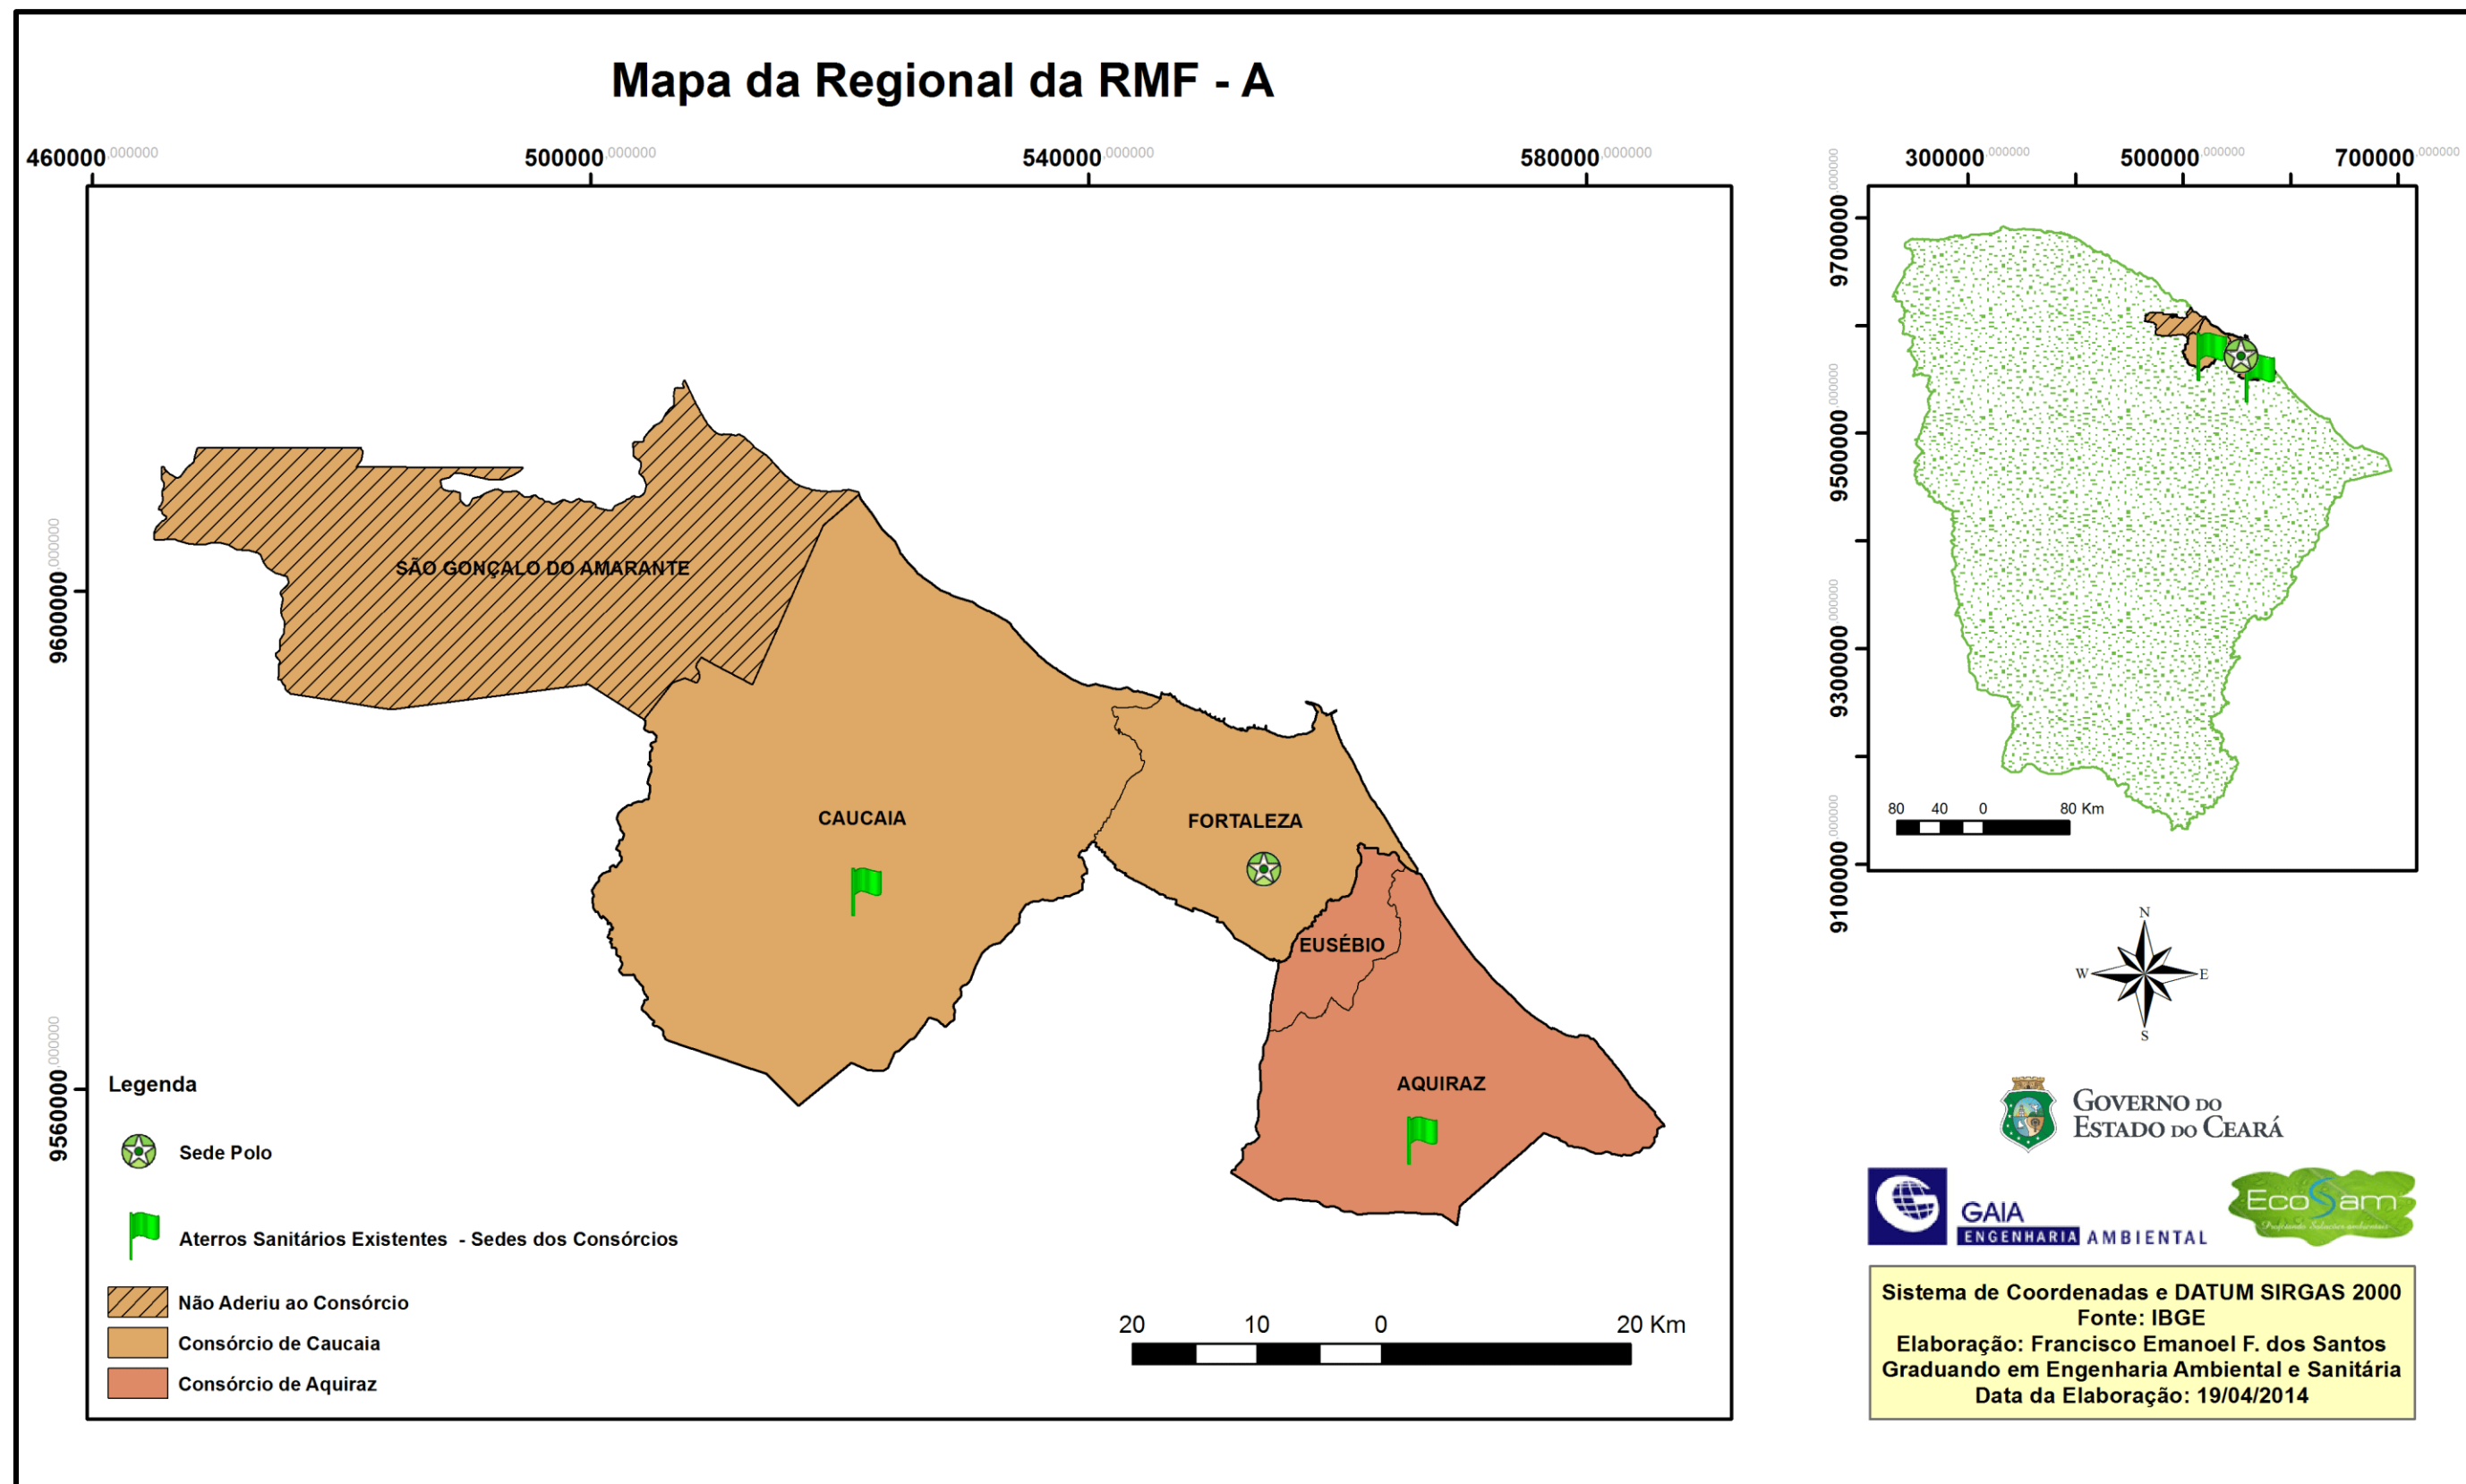 Mapa da Regional da RMF - A
460000,000000 500000,000000 540000,000000 580000,000000
9600000,000000
9560000,000000
SÃO GONÇALO DO AMARANTE
CAUCAIA
FORTALEZA
EUSÉBIO
AQUIRAZ
Legenda
Sede Polo
Aterros Sanitários Existentes - Sedes dos Consórcios
Não Aderiu ao Consórcio
Consórcio de Caucaia
Consórcio de Aquiraz
20 10 0 20 Km
300000,000000 500000,000000 700000,000000
9700000,000000
9500000,000000
9300000,000000
9100000,000000
80 40 0 80 Km
N
W E
S
GOVERNO DO
ESTADO DO CEARÁ
GAIA
ENGENHARIA AMBIENTAL
EcoSam
Sistema de Coordenadas e DATUM SIRGAS 2000
Fonte: IBGE
Elaboração: Francisco Emanoel F. dos Santos
Graduando em Engenharia Ambiental e Sanitária
Data da Elaboração: 19/04/2014